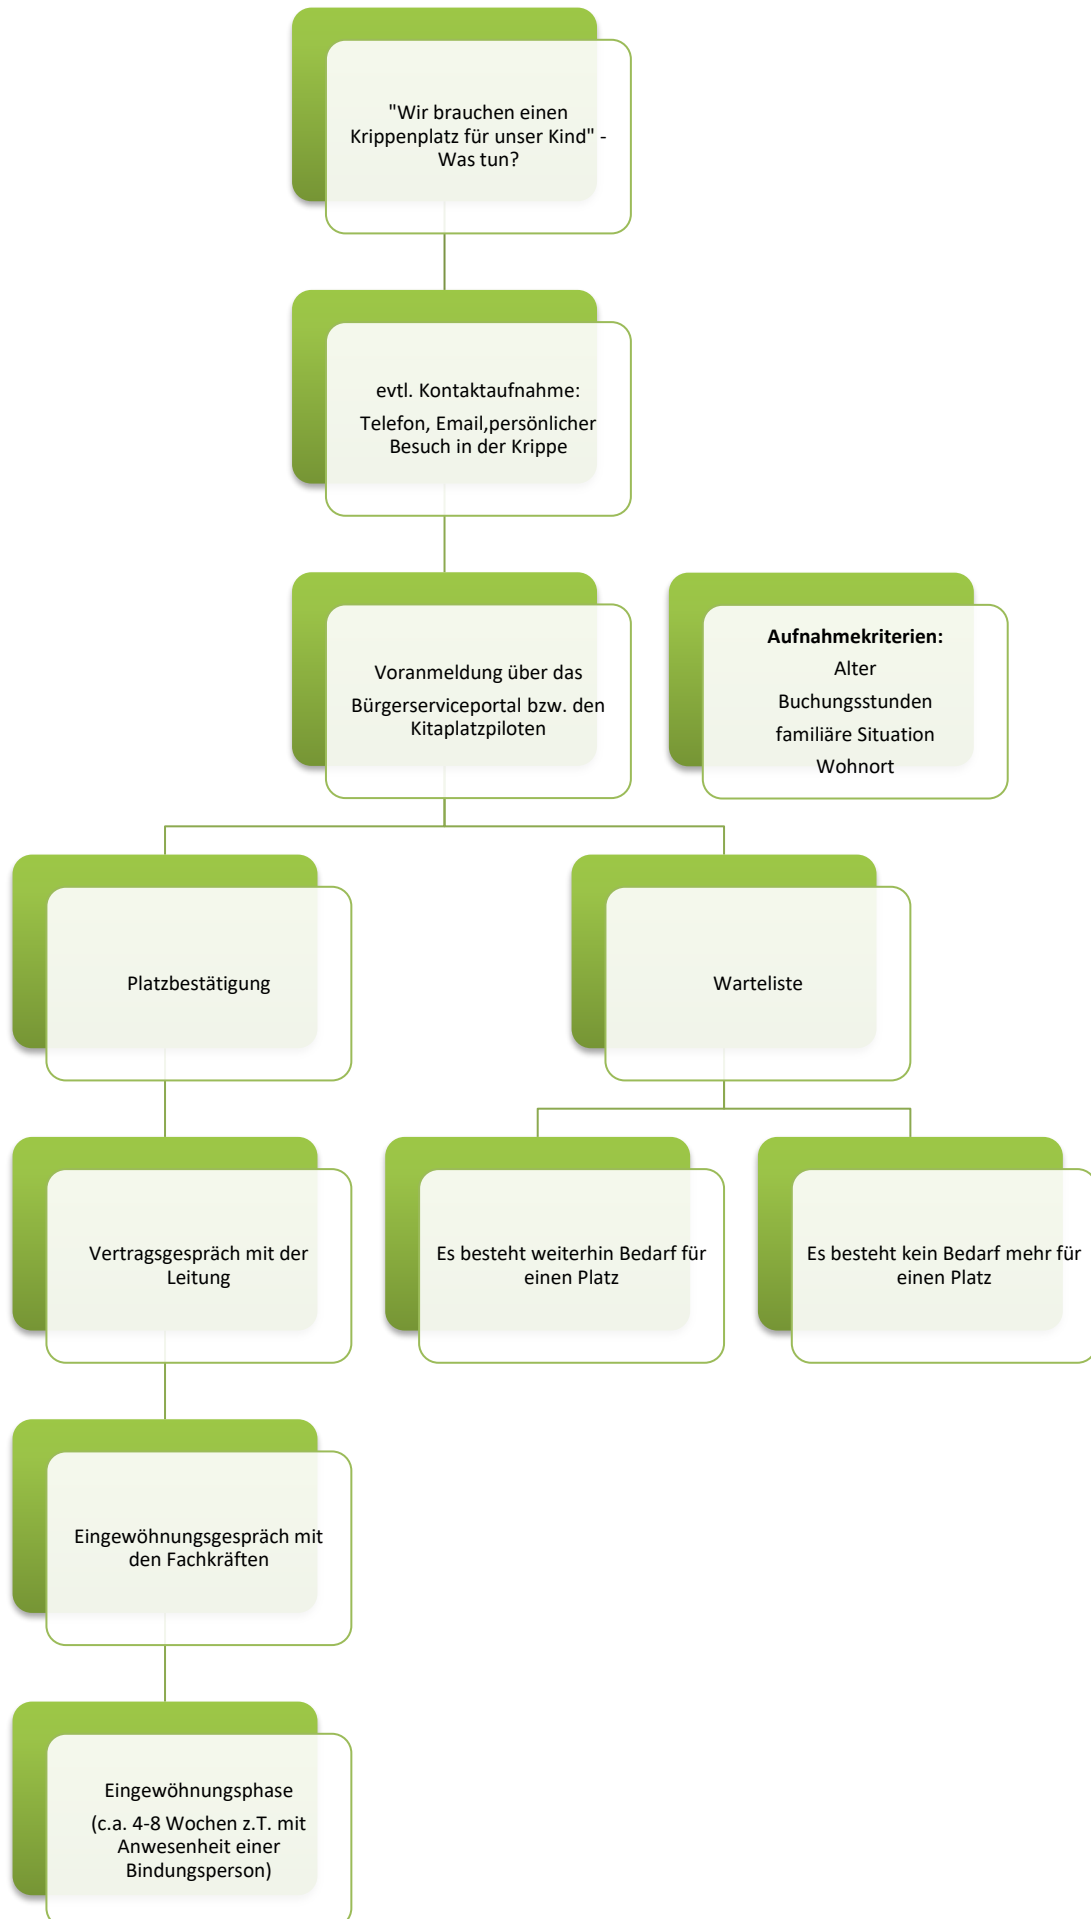 "Wir brauchen einen
Krippenplatz für unser Kind" -
Was tun?
evtl. Kontaktaufnahme:
Telefon, Email,persönlicher
Besuch in der Krippe
Voranmeldung über das
Bürgerserviceportal bzw. den
Kitaplatzpiloten
Aufnahmekriterien:
Alter
Buchungsstunden
familiäre Situation
Wohnort
Platzbestätigung
Warteliste
Vertragsgespräch mit der
Leitung
Es besteht weiterhin Bedarf für
einen Platz
Es besteht kein Bedarf mehr für
einen Platz
Eingewöhnungsgespräch mit
den Fachkräften
Eingewöhnungsphase
(c.a. 4-8 Wochen z.T. mit
Anwesenheit einer
Bindungsperson)